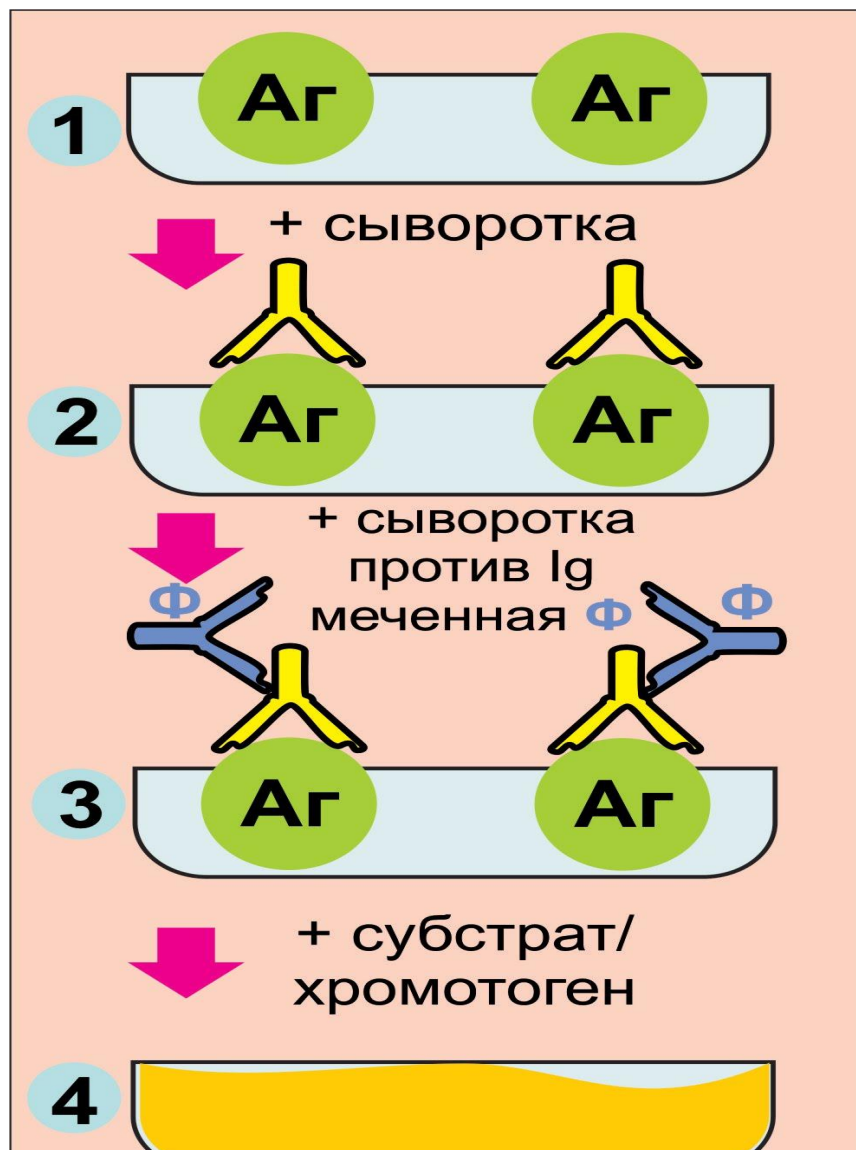 Аг Аг
1
+ сыворотка
Аг Аг
2
+ сыворотка
против Ig
меченная Ф
Ф Ф
Аг Аг
3
+ субстрат/
хромотоген
4